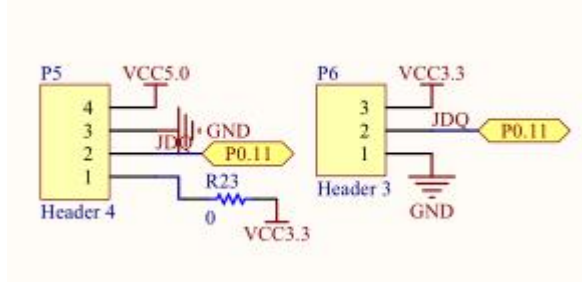 P5
VCC5.0
4
3
GND
JDQ
2
P0.11
1
R23
Header 4
0
VCC3.3
P6
VCC3.3
3
JDQ
2
P0.11
1
Header 3
GND